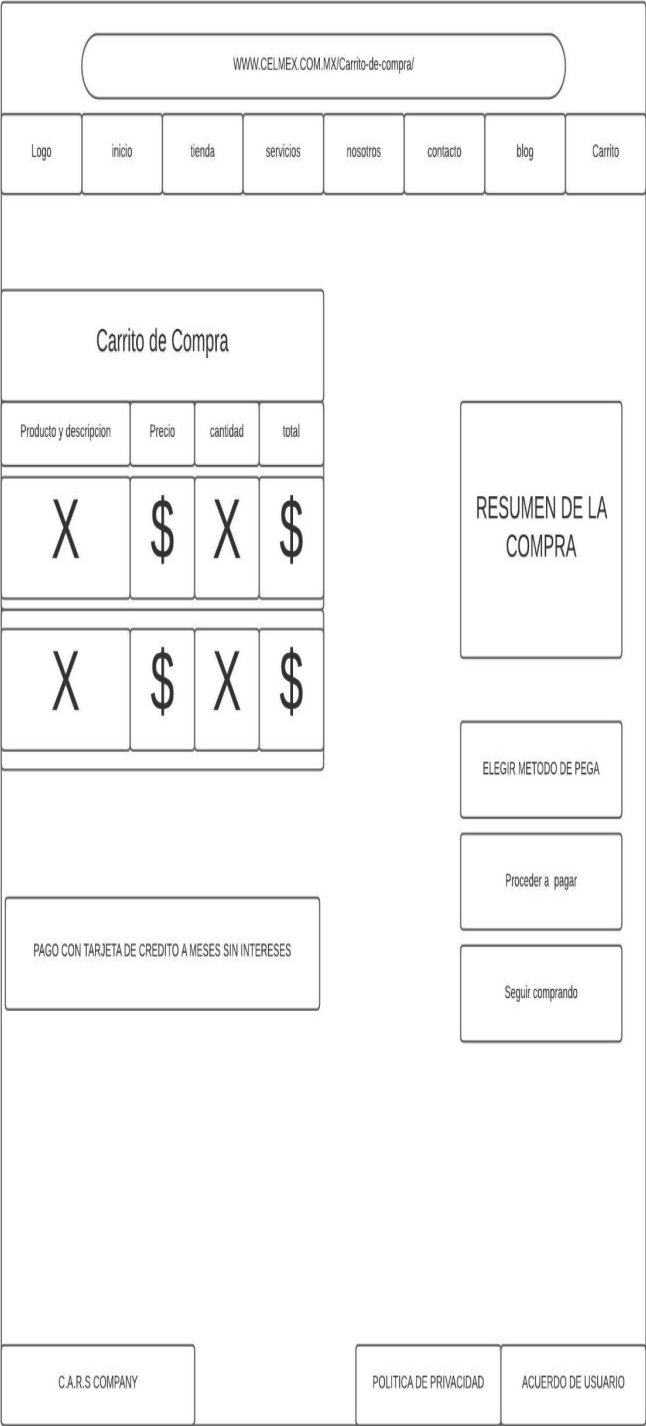 WWW.CELMEX.COM.MX/Carrito-de-compra/
Logo inicio tienda servicios nosotros contacto blog Carrito
Carrito de Compra
Producto y descripcion Precio cantidad total
X $ X $
X $ X $
RESUMEN DE LA
COMPRA
ELEGIR METODO DE PEGA
Proceder a pagar
Seguir comprando
PAGO CON TARJETA DE CREDITO A MESES SIN INTERESES
C.A.R.S COMPANY
POLITICA DE PRIVACIDAD
ACUERDO DE USUARIO